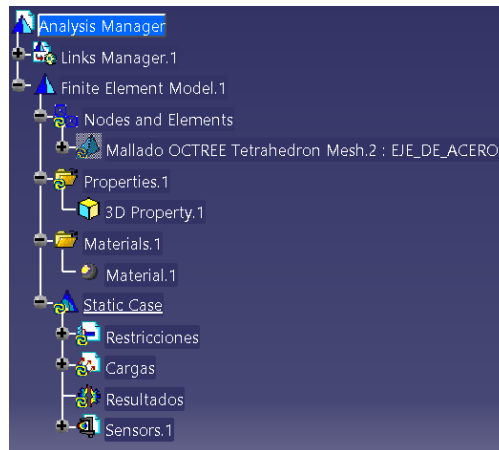 Analysis Manager
Links Manager.1
Finite Element Model.1
Nodes and Elements
Mallado OCTREE Tetrahedron Mesh.2 : EJE_DE_ACERO
Properties.1
3D Property.1
Materials.1
Material.1
Static Case
Restricciones
Cargas
Resultados
Sensors.1